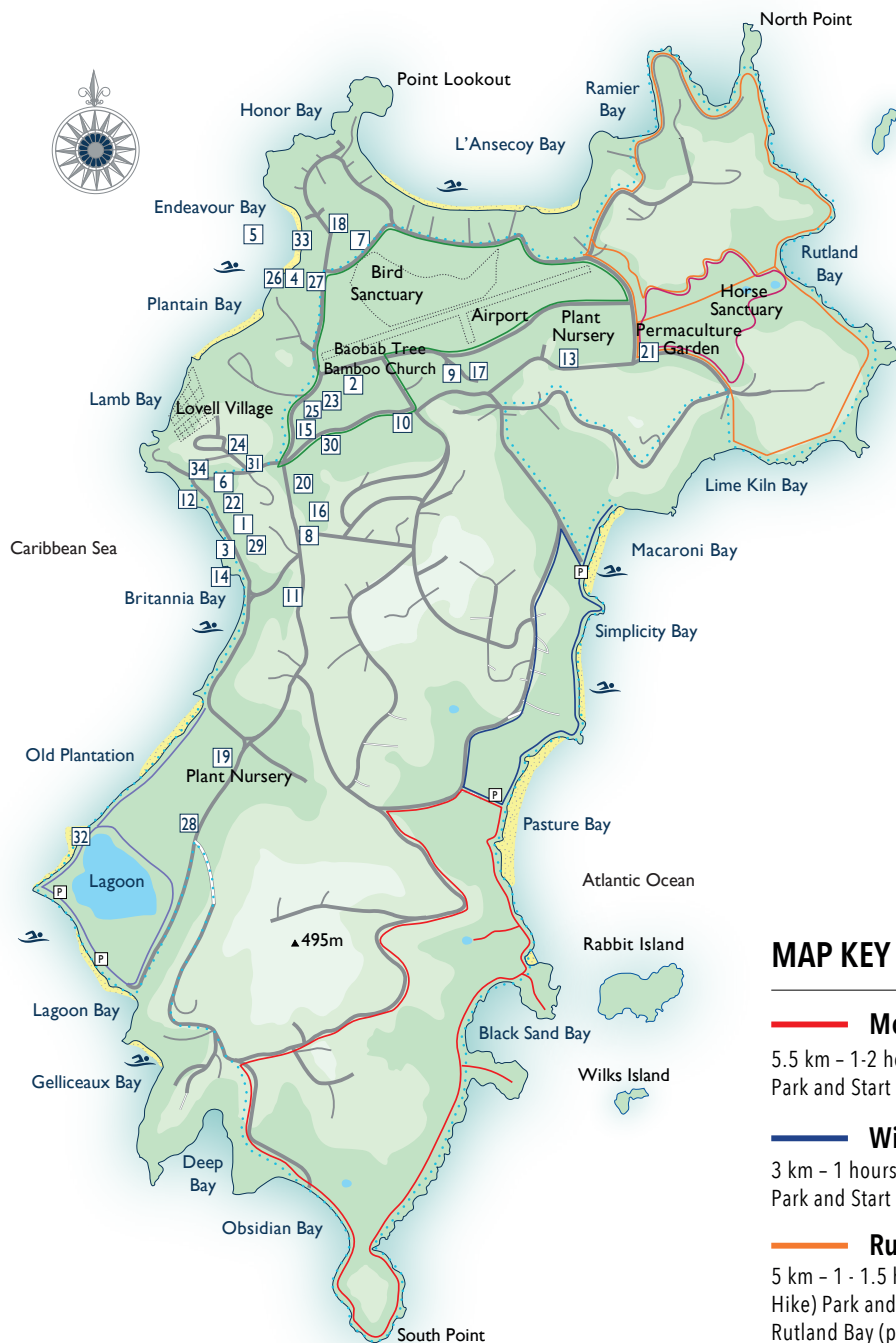 North Point
Point Lookout
Ramier
Bay
Honor Bay
L'Ansecoy Bay
Endeavour Bay
5
18
33
7
Rutland
Bay
26
4
27
Bird
Sanctuary
Plantain Bay
Horse
Sanctuary
Airport
Plant
Nursery
Permaculture
Garden
21
Baobab Tree
Bamboo Church
13
9
17
2
Lamb Bay
Lovell Village
23
25
10
15
30
24
31
34
6
20
Lime Kiln Bay
12
22
16
1
8
Caribbean Sea
3
29
Macaroni Bay
14
P
Britannia Bay
11
Simplicity Bay
Old Plantation
19
Plant Nursery
P
Pasture Bay
28
32
Lagoon
P
Atlantic Ocean
▲495m
Rabbit Island
P
Lagoon Bay
Black Sand Bay
Gelliceaux Bay
Wilks Island
Deep
Bay
Obsidian Bay
South Point
MAP KEY
5.5 km – 1-2
Park and Start
3 km – 1 hours
Park and Start
5 km – 1 - 1.5
Hike) Park and
Rutland Bay